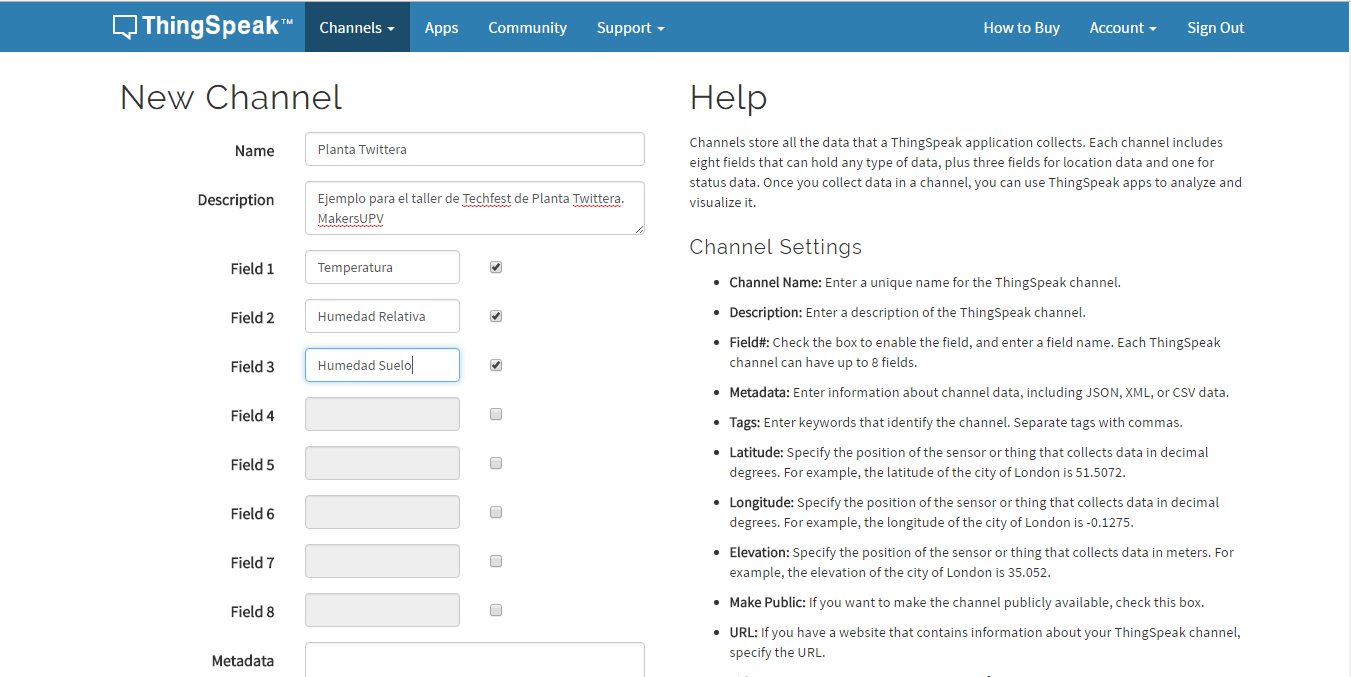 ThingSpeak™ Channels Apps Community Support How to Buy Account Sign Out
New Channel
Name Planta Twittera
Description Ejemplo para el taller de Techfest de Planta Twittera.
MakersUPV
Field 1 Temperatura
Field 2 Humedad Relativa
Field 3 Humedad Suelo
Field 4
Field 5
Field 6
Field 7
Field 8
Metadata
Help
Channels store all the data that a ThingSpeak application collects. Each channel includes
eight fields that can hold any type of data, plus three fields for location data and one for
status data. Once you collect data in a channel, you can use ThingSpeak apps to analyze and
visualize it.
Channel Settings
Channel Name: Enter a unique name for the ThingSpeak channel.
Description: Enter a description of the ThingSpeak channel.
Field#: Check the box to enable the field, and enter a field name. Each ThingSpeak
channel can have up to 8 fields.
Metadata: Enter information about channel data, including JSON, XML, or CSV data.
Tags: Enter keywords that identify the channel. Separate tags with commas.
Latitude: Specify the position of the sensor or thing that collects data in decimal
degrees. For example, the latitude of the city of London is 51.5072.
Longitude: Specify the position of the sensor or thing that collects data in decimal
degrees. For example, the longitude of the city of London is -0.1275.
Elevation: Specify the position of the sensor or thing that collects data in meters. For
example, the elevation of the city of London is 35.052.
Make Public: If you want to make the channel publicly available, check this box.
URL: If you have a website that contains information about your ThingSpeak channel,
specify the URL.